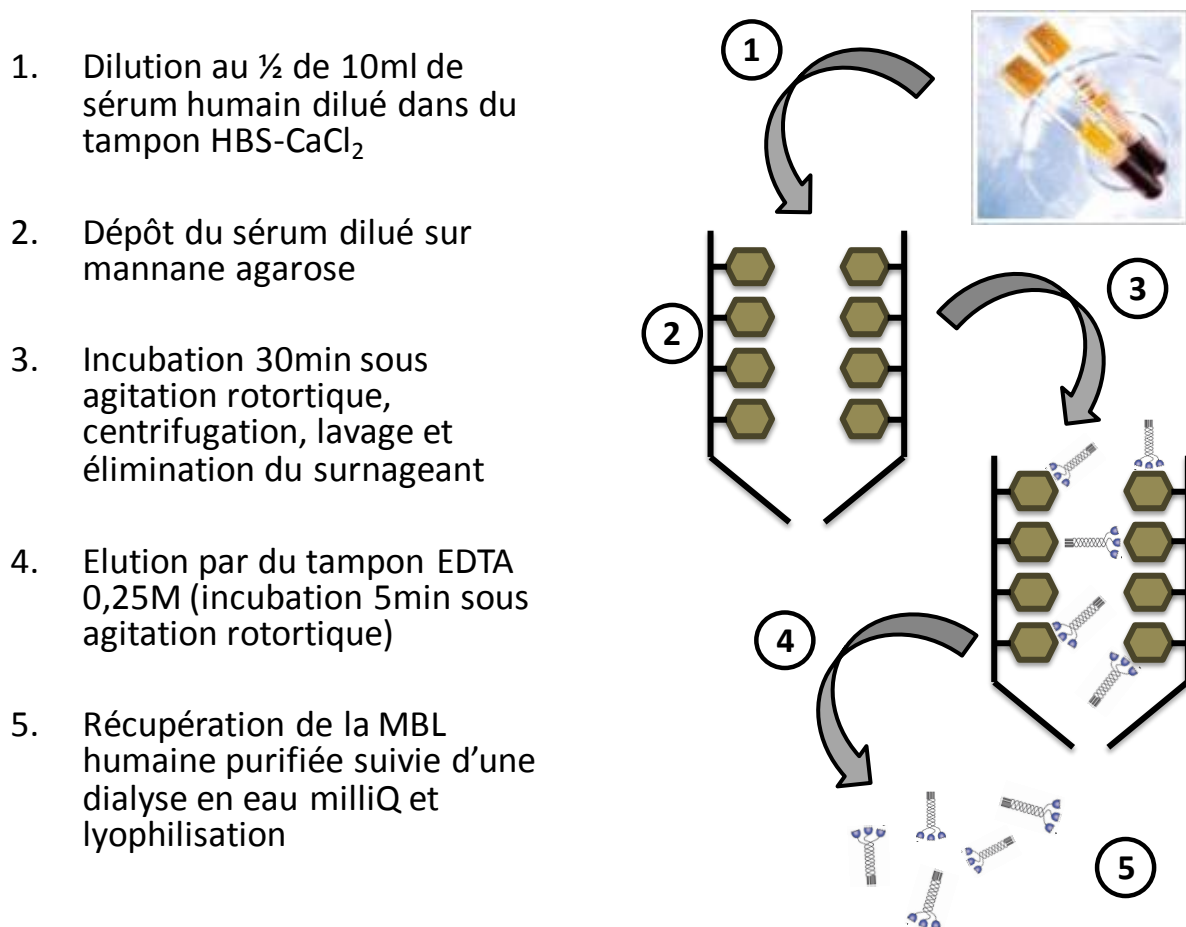 1. Dilution au ½ de 10ml de
sérum humain dilué dans du
tampon HBS-CaCl₂
2. Dépôt du sérum dilué sur
mannane agarose
3. Incubation 30min sous
agitation rotortique,
centrifugation, lavage et
élimination du surnageant
4. Elution par du tampon EDTA
0,25M (incubation 5min sous
agitation rotortique)
5. Récupération de la MBL
humaine purifiée suivie d’une
dialyse en eau milliQ et
lyophilisation
1
2
3
4
5